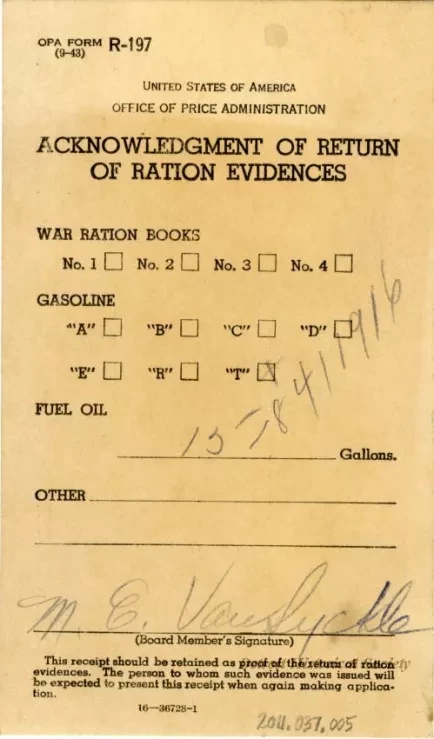 OPA FORM R-197
(9-43)
UNITED STATES OF AMERICA
OFFICE OF PRICE ADMINISTRATION
ACKNOWLEDGMENT OF RETURN
OF RATION EVIDENCES
WAR RATION BOOKS
No. 1 No. 2 No. 3 No. 4
GASOLINE
"A" "B" "C" "D"
"E" "R" "T"
FUEL OIL
Gallons.
OTHER
M. E. VanSyckle
(Board Member's Signature)
This receipt should be retained as proof of the return of ration
evidences. The person to whom such evidence was issued will
be expected to present this receipt when again making applica-
tion.
16—36728-1
2011.037.005